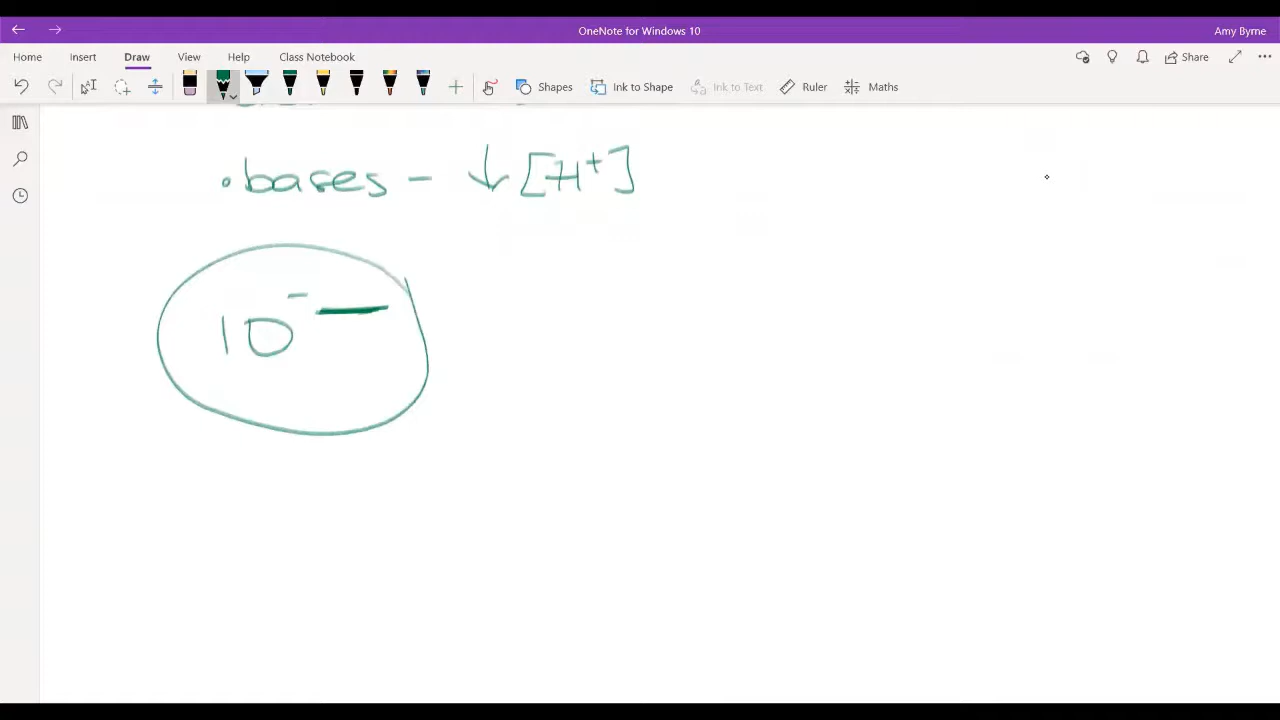 OneNote for Windows 10
Amy Byrne
Home Insert Draw View Help Class Notebook
Share
Shapes Ink to Shape Ink to Text Ruler Maths
• bases - ↓ [H+]
10⁻ __